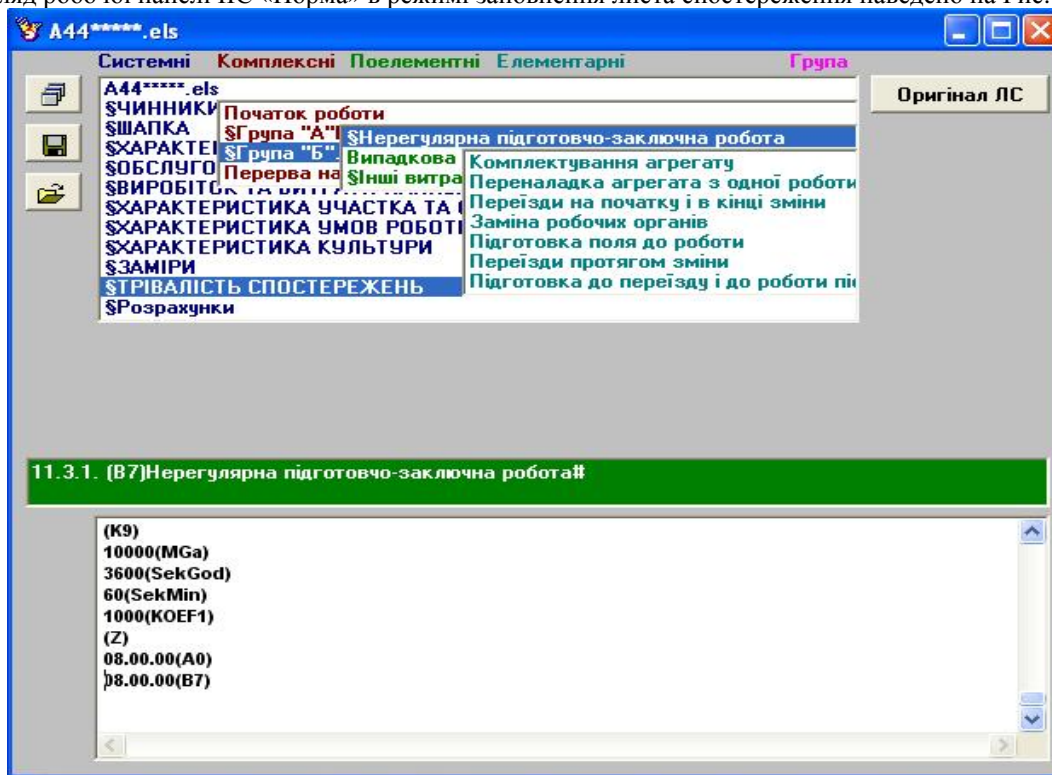 ляд робочої панелі ПС «Норма» в режимі заповнення листа спостереження наведено на Рис.
A44*****.els
Системні Комплексні Поелементні Елементарні Група
Оригінал ЛС
A44*****.els
§ЧИННИКИ
§ШАПКА
§ХАРАКТЕ
§ОБСЛУГО
§ВИРОБІТОК ТА ВИТ
§ХАРАКТЕРИСТИКА УЧАСТКА ТА
§ХАРАКТЕРИСТИКА УМОВ РОБОТ
§ХАРАКТЕРИСТИКА КУЛЬТУРИ
§ЗАМІРИ
§ТРІВАЛІСТЬ СПОСТЕРЕЖЕНЬ
§Розрахунки
Початок роботи
§Група "А"
§Група "Б"
Перерва на
§Нерегулярна підготовчо-заключна робота
Випадкова
§Інші витра
Комплектування агрегату
Переналадка агрегата з одної роботи
Переїзди на початку і в кінці зміни
Заміна робочих органів
Підготовка поля до роботи
Переїзди протягом зміни
Підготовка до переїзду і до роботи пі
11.3.1. (B7)Нерегулярна підготовчо-заключна робота#
(K9)
10000(MGa)
3600(SekGod)
60(SekMin)
1000(KOEF1)
(Z)
08.00.00(A0)
08.00.00(B7)